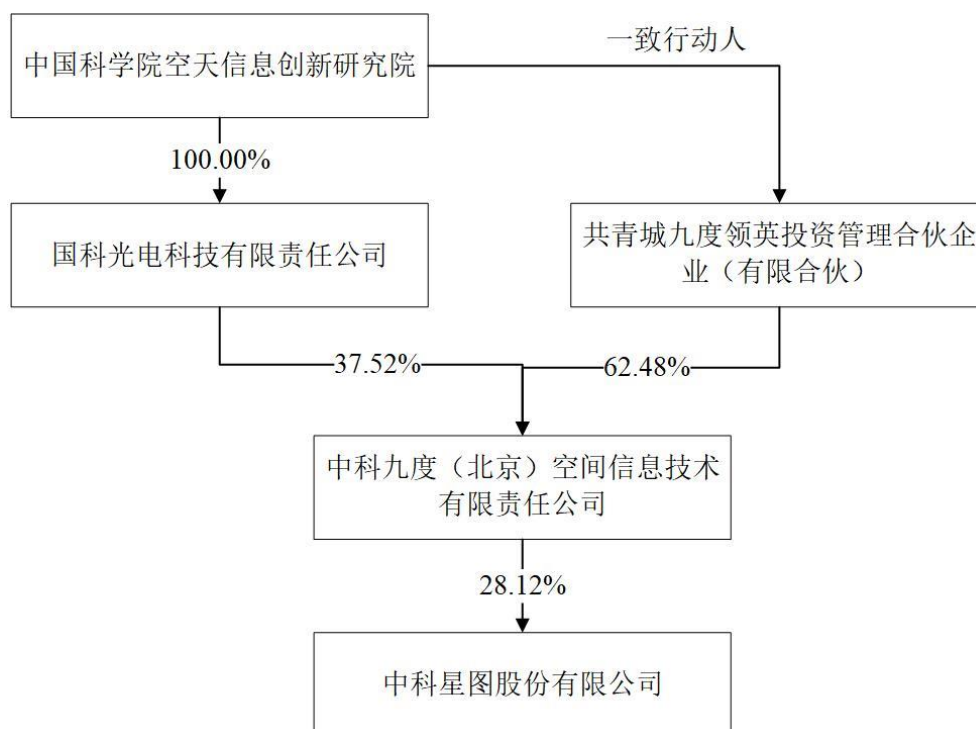 一致行动人
中国科学院空天信息创新研究院
100.00%
国科光电科技有限责任公司
共青城九度领英投资管理合伙企
业（有限合伙）
37.52%
62.48%
中科九度（北京）空间信息技术
有限责任公司
28.12%
中科星图股份有限公司